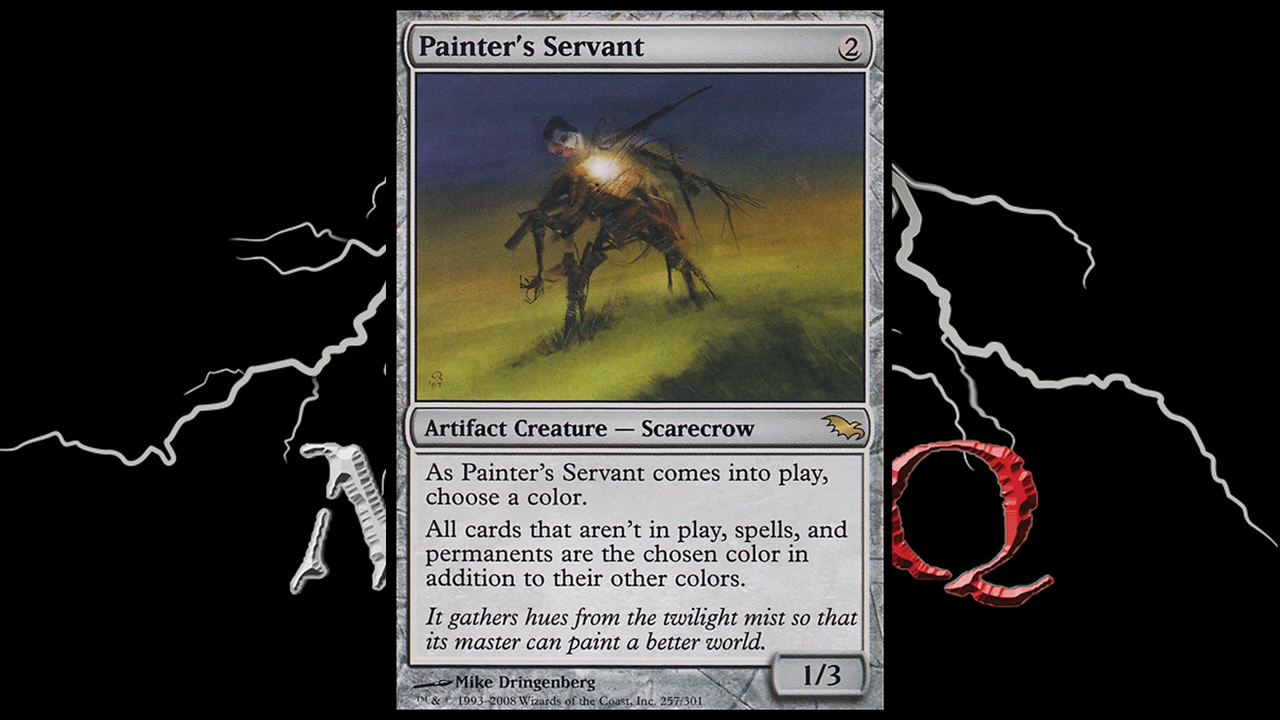 Painter's Servant 2
Artifact Creature — Scarecrow
As Painter's Servant comes into play,
choose a color.
All cards that aren't in play, spells, and
permanents are the chosen color in
addition to their other colors.
It gathers hues from the twilight mist so that
its master can paint a better world.
1/3
Mike Dringenberg
™ & © 1993–2008 Wizards of the Coast, Inc. 257/301
Q